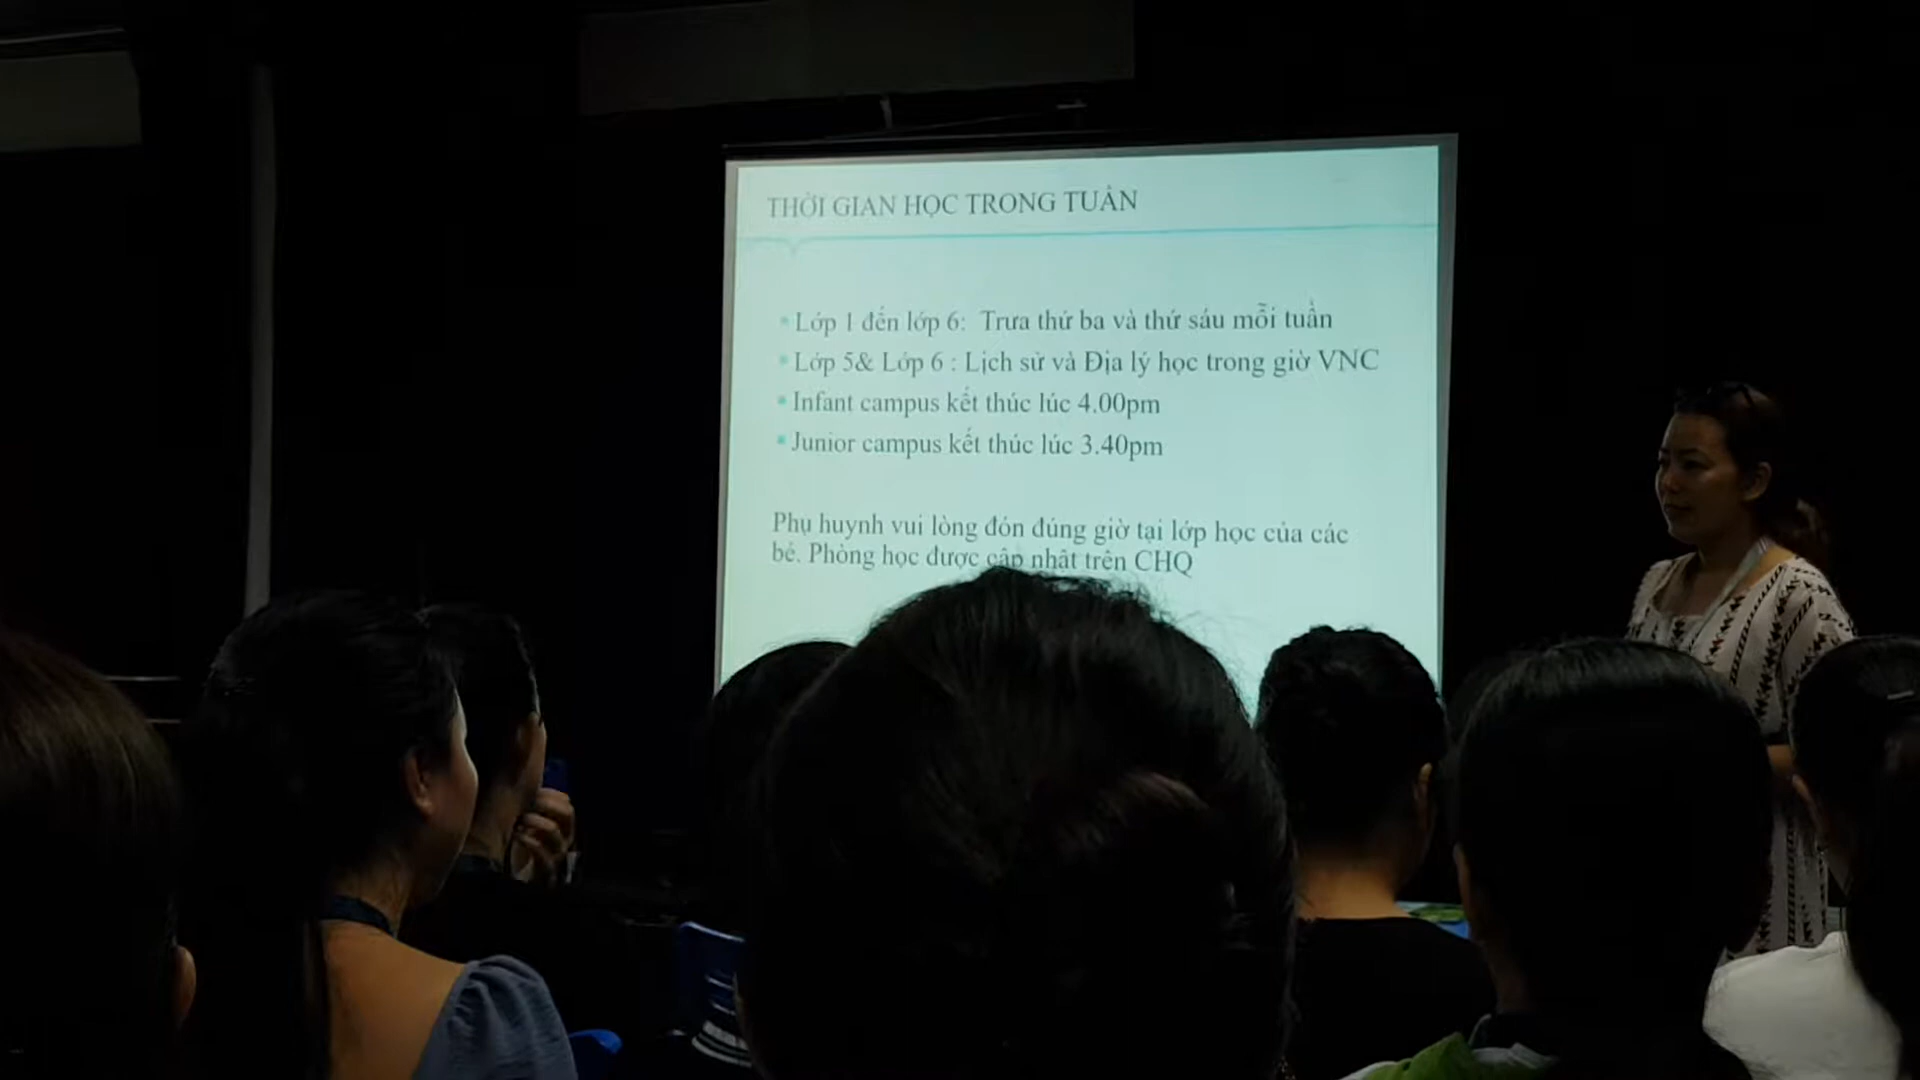 THỜI GIAN HỌC TRONG TUẦN
Lớp 1 đến lớp 6: Trưa thứ ba và thứ sáu mỗi tuần
Lớp 5& Lớp 6 : Lịch sử và Địa lý học trong giờ VNC
Infant campus kết thúc lúc 4.00pm
Junior campus kết thúc lúc 3.40pm
Phụ huynh vui lòng đón đúng giờ tại lớp học của các
bé. Phòng học được cập nhật trên CHQ